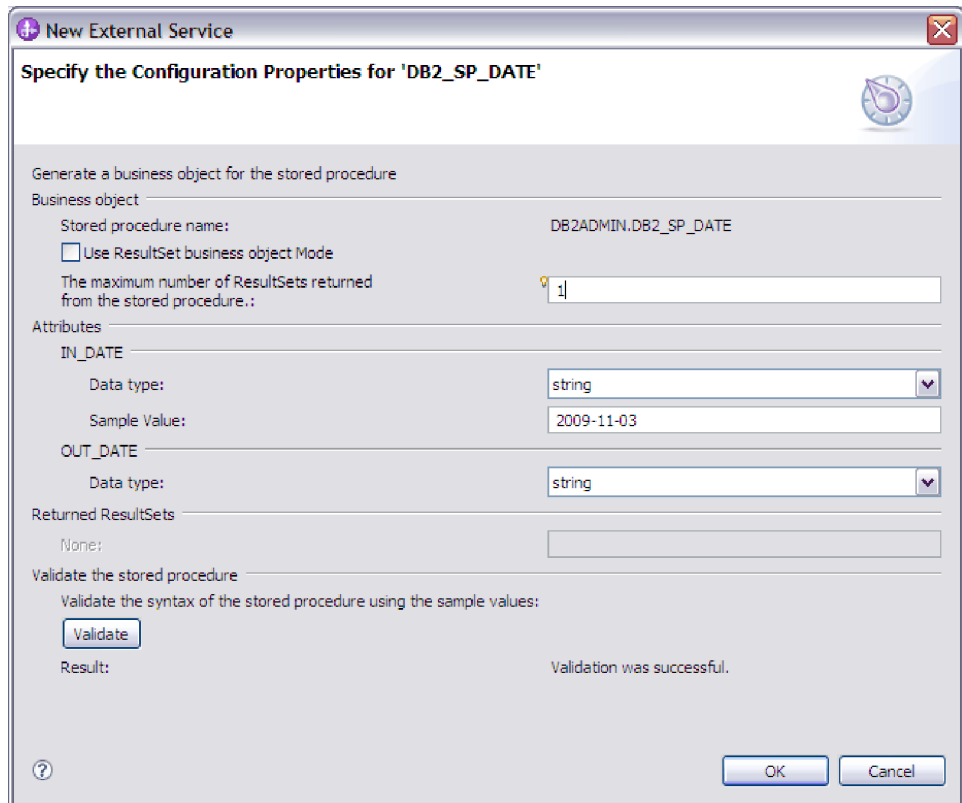 New External Service
Specify the Configuration Properties for 'DB2_SP_DATE'
Generate a business object for the stored procedure
Business object
Stored procedure name: DB2ADMIN.DB2_SP_DATE
Use ResultSet business object Mode
The maximum number of ResultSets returned
from the stored procedure.: 1
Attributes
IN_DATE
Data type: string
Sample Value: 2009-11-03
OUT_DATE
Data type: string
Returned ResultSets
None:
Validate the stored procedure
Validate the syntax of the stored procedure using the sample values:
Validate
Result: Validation was successful.
? OK Cancel